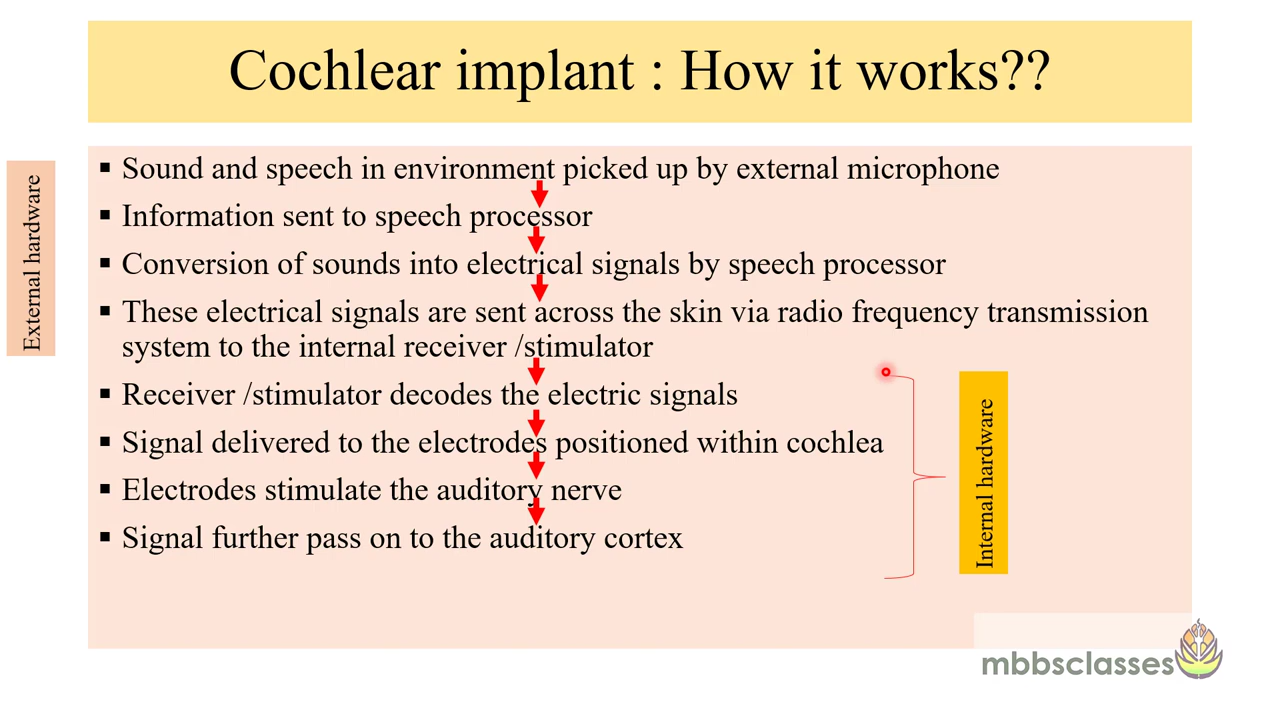 Cochlear implant : How it works??
External hardware
▪ Sound and speech in environment picked up by external microphone
▪ Information sent to speech processor
▪ Conversion of sounds into electrical signals by speech processor
▪ These electrical signals are sent across the skin via radio frequency transmission
system to the internal receiver /stimulator
▪ Receiver /stimulator decodes the electric signals
▪ Signal delivered to the electrodes positioned within cochlea
▪ Electrodes stimulate the auditory nerve
▪ Signal further pass on to the auditory cortex
Internal hardware
mbbsclasses